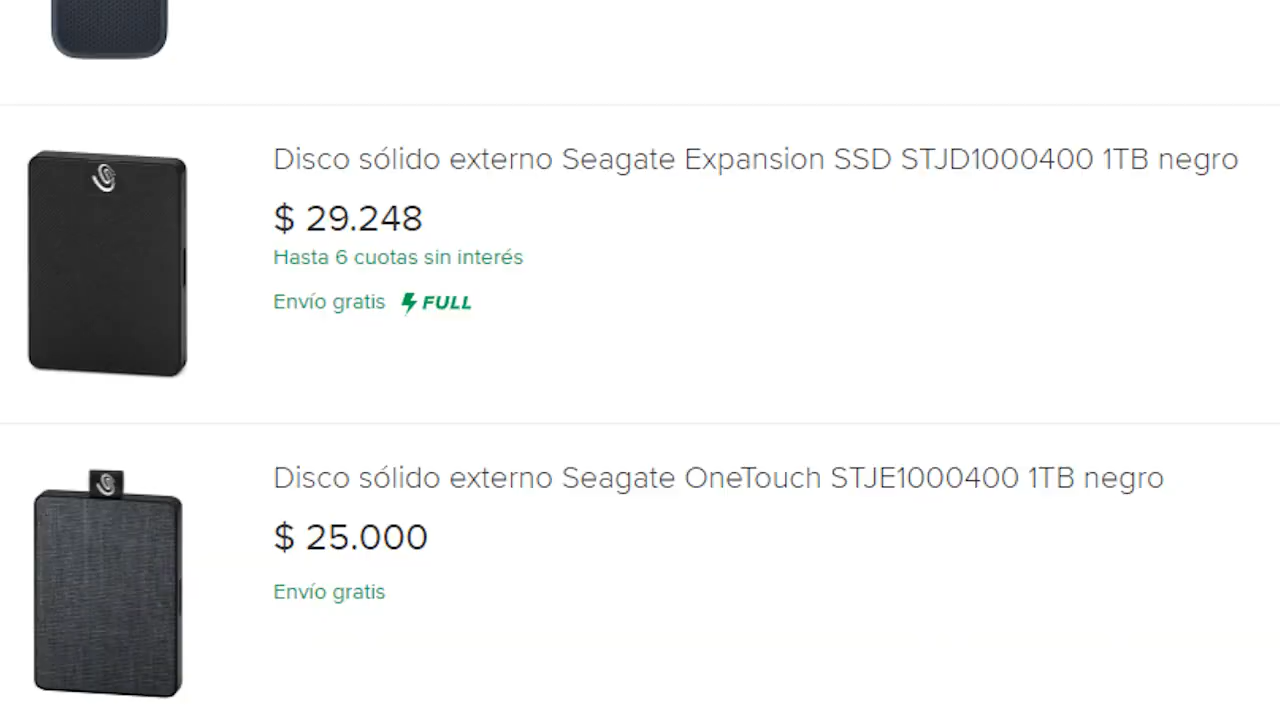 Disco sólido externo Seagate Expansion SSD STJD1000400 1TB negro
$ 29.248
Hasta 6 cuotas sin interés
Envío gratis FULL
Disco sólido externo Seagate OneTouch STJE1000400 1TB negro
$ 25.000
Envío gratis